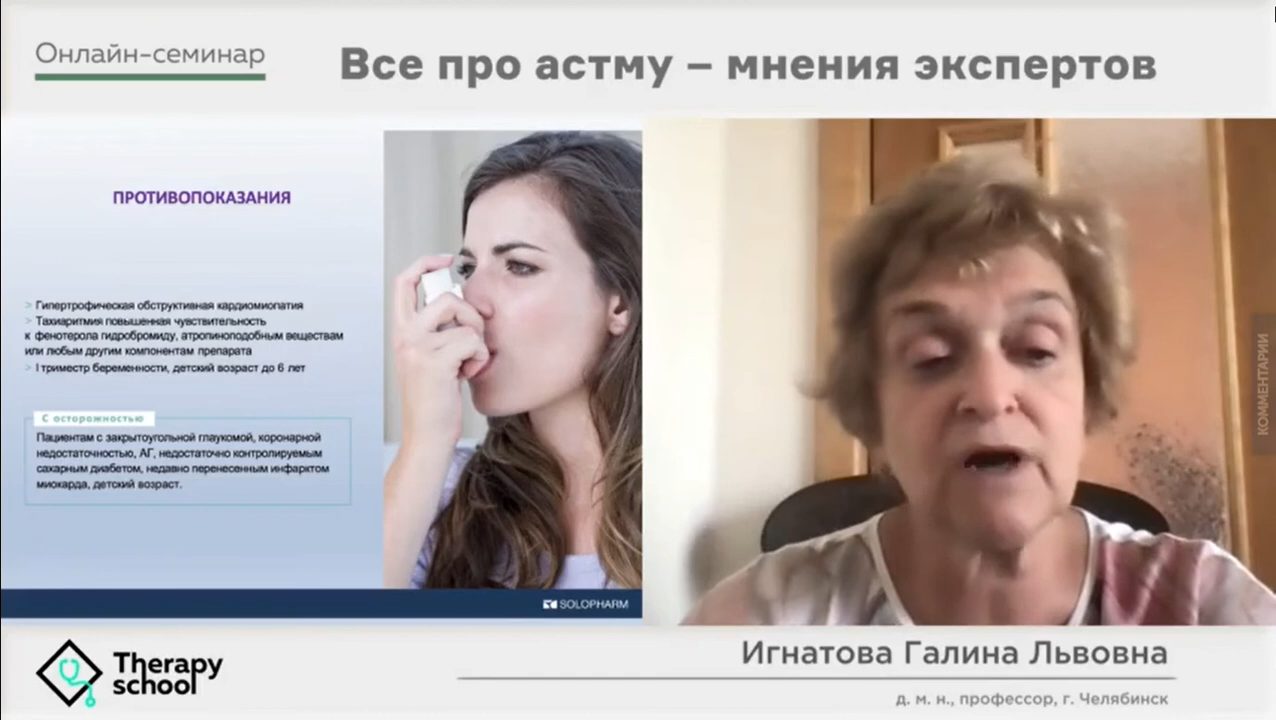 Онлайн-семинар
Все про астму – мнения экспертов
ПРОТИВОПОКАЗАНИЯ
> Гипертрофическая обструктивная кардиомиопатия
> Тахиаритмия повышенная чувствительность
к фенотерола гидробромиду, атропиноподобным веществам
или любым другим компонентам препарата
> I триместр беременности, детский возраст до 6 лет
С осторожностью
Пациентам с закрытоугольной глаукомой, коронарной
недостаточностью, АГ, недостаточно контролируемым
сахарным диабетом, недавно перенесенным инфарктом
миокарда, детский возраст.
SOLOPHARM
КОММЕНТАРИИ
Therapy
school
Игнатова Галина Львовна
д. м. н., профессор, г. Челябинск